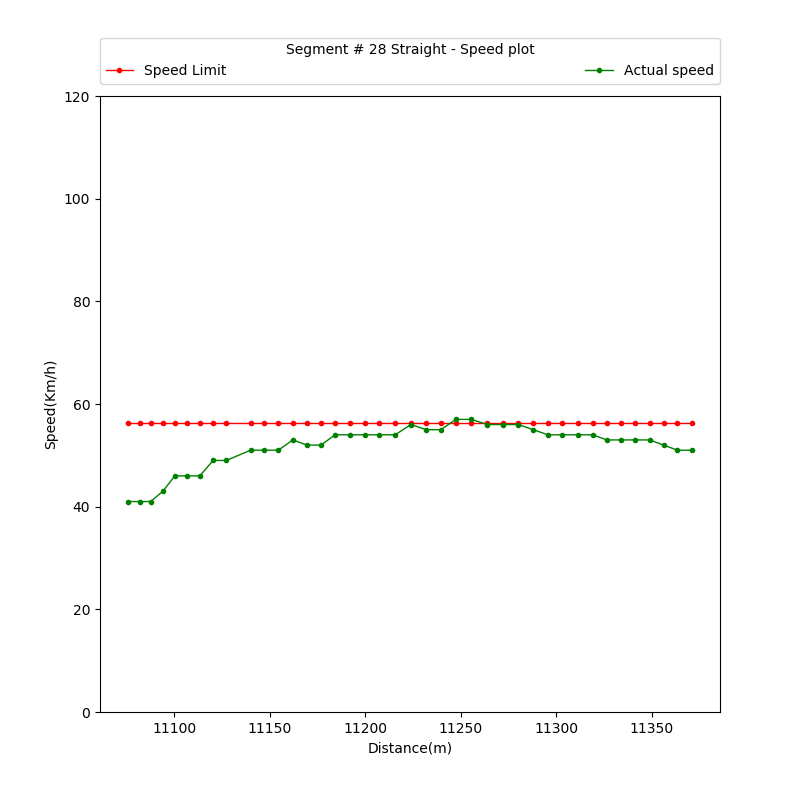 Segment # 28 Straight - Speed plot
Speed Limit
Actual speed
120
100
80
60
40
20
0
Speed(Km/h)
11100
11150
11200
11250
11300
11350
Distance(m)